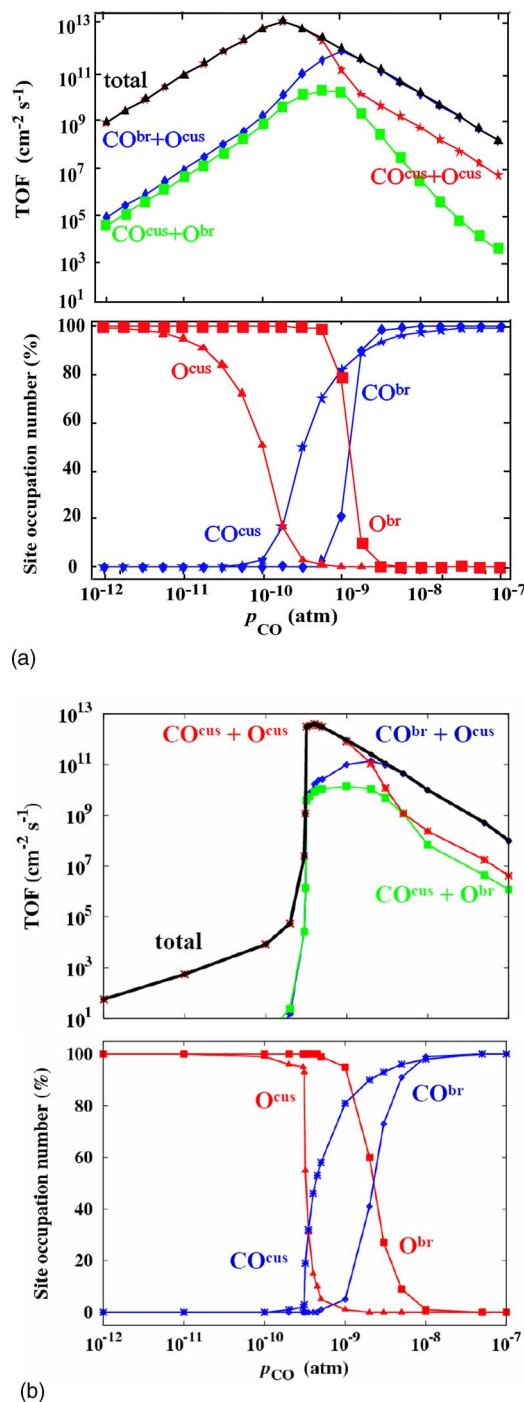 10^13
10^11
10^9
10^7
10^5
10^3
10^1
TOF (cm^-2 s^-1)
total
CO^br+O^cus
CO^cus+O^cus
CO^cus+O^br
100
80
60
40
20
0
Site occupation number (%)
O^cus
CO^br
CO^cus
O^br
10^-12 10^-11 10^-10 10^-9 10^-8 10^-7
p_CO (atm)
(a)
10^13
10^11
10^9
10^7
10^5
10^3
10^1
TOF (cm^-2 s^-1)
CO^cus + O^cus CO^br + O^cus
CO^cus + O^br
total
100
80
60
40
20
0
Site occupation number (%)
O^cus
CO^br
CO^cus
O^br
10^-12 10^-11 10^-10 10^-9 10^-8 10^-7
p_CO (atm)
(b)